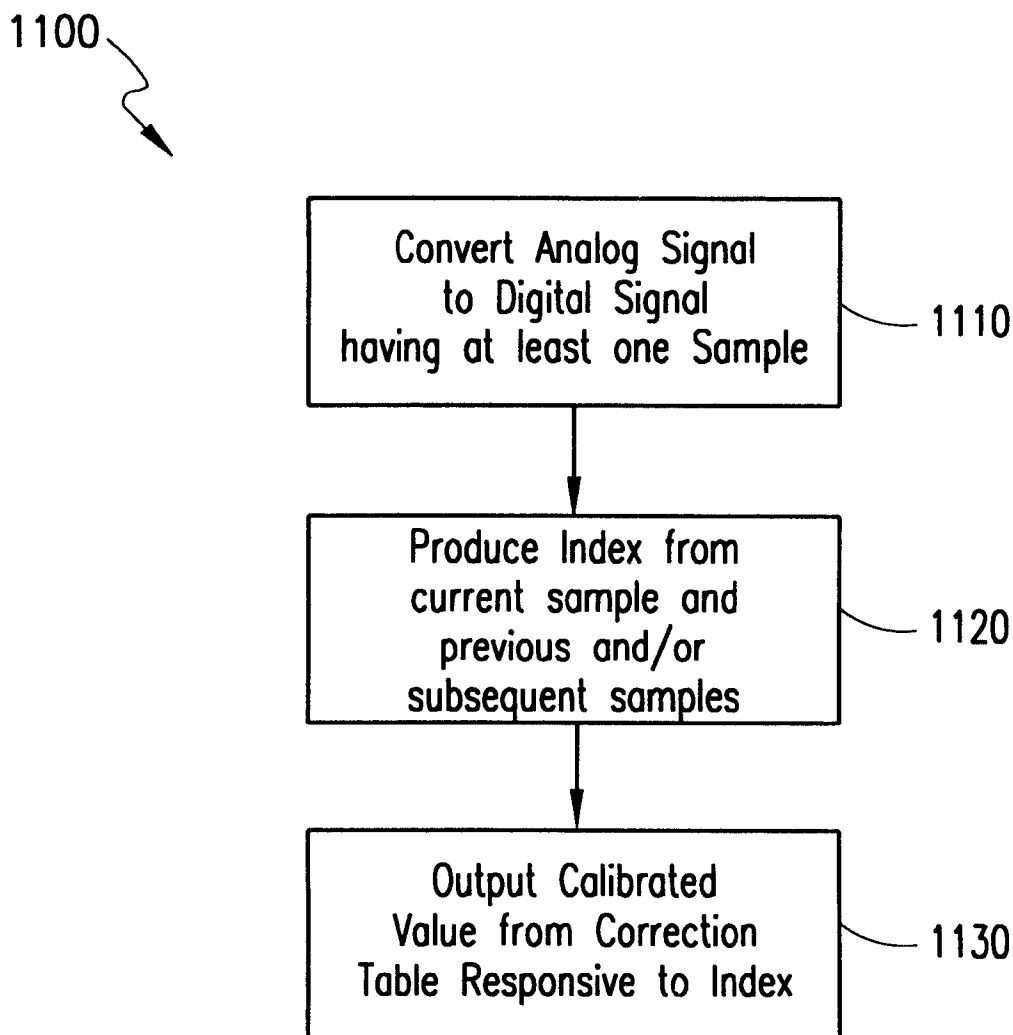 1100
Convert Analog Signal
to Digital Signal
having at least one Sample
1110
Produce Index from
current sample and
previous and/or
subsequent samples
1120
Output Calibrated
Value from Correction
Table Responsive to Index
1130